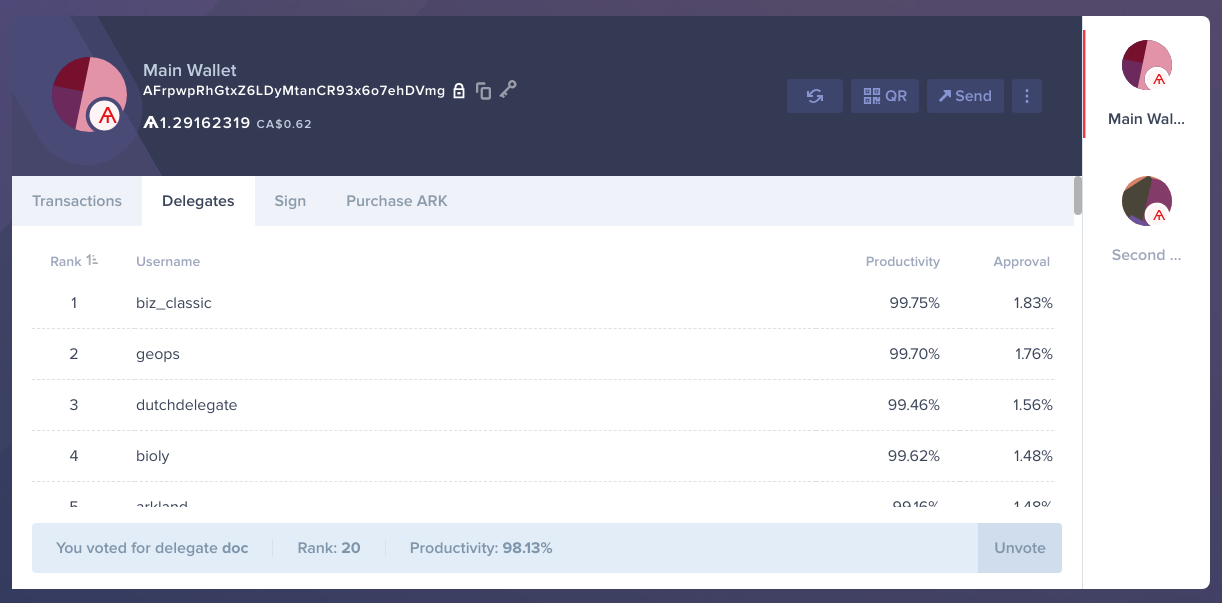 Main Wallet
AFrpwpRhGtxZ6LDyMtanCR93x6o7ehDVmg
Ѧ1.29162319 CA$0.62
QR
Send
Main Wal...
Second ...
Transactions Delegates Sign Purchase ARK
Rank Username Productivity Approval
1 biz_classic 99.75% 1.83%
2 geops 99.70% 1.76%
3 dutchdelegate 99.46% 1.56%
4 bioly 99.62% 1.48%
5 arkland 99.16% 1.48%
You voted for delegate doc Rank: 20 Productivity: 98.13% Unvote